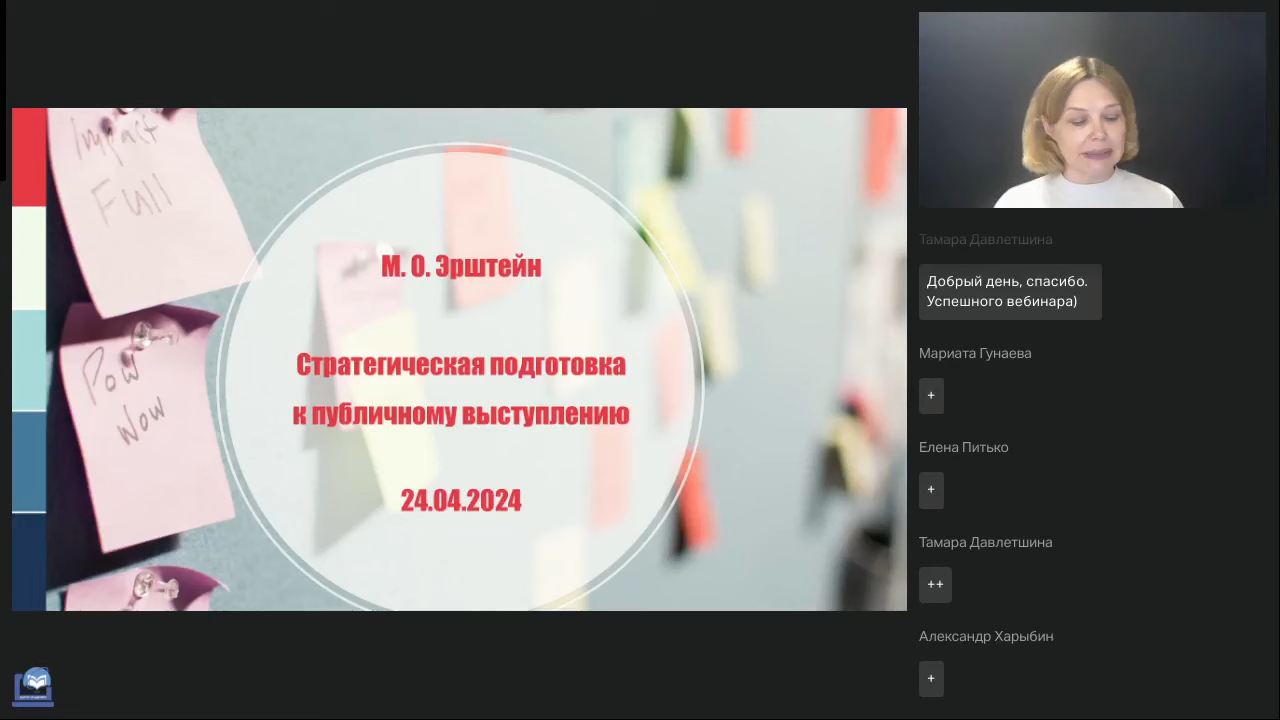 Impact
Full
Pow
Wow
М. О. Эрштейн
Стратегическая подготовка
к публичному выступлению
24.04.2024
Тамара Давлетшина
Добрый день, спасибо.
Успешного вебинара)
Мариата Гунаева
+
Елена Питько
+
Тамара Давлетшина
++
Александр Харыбин
+